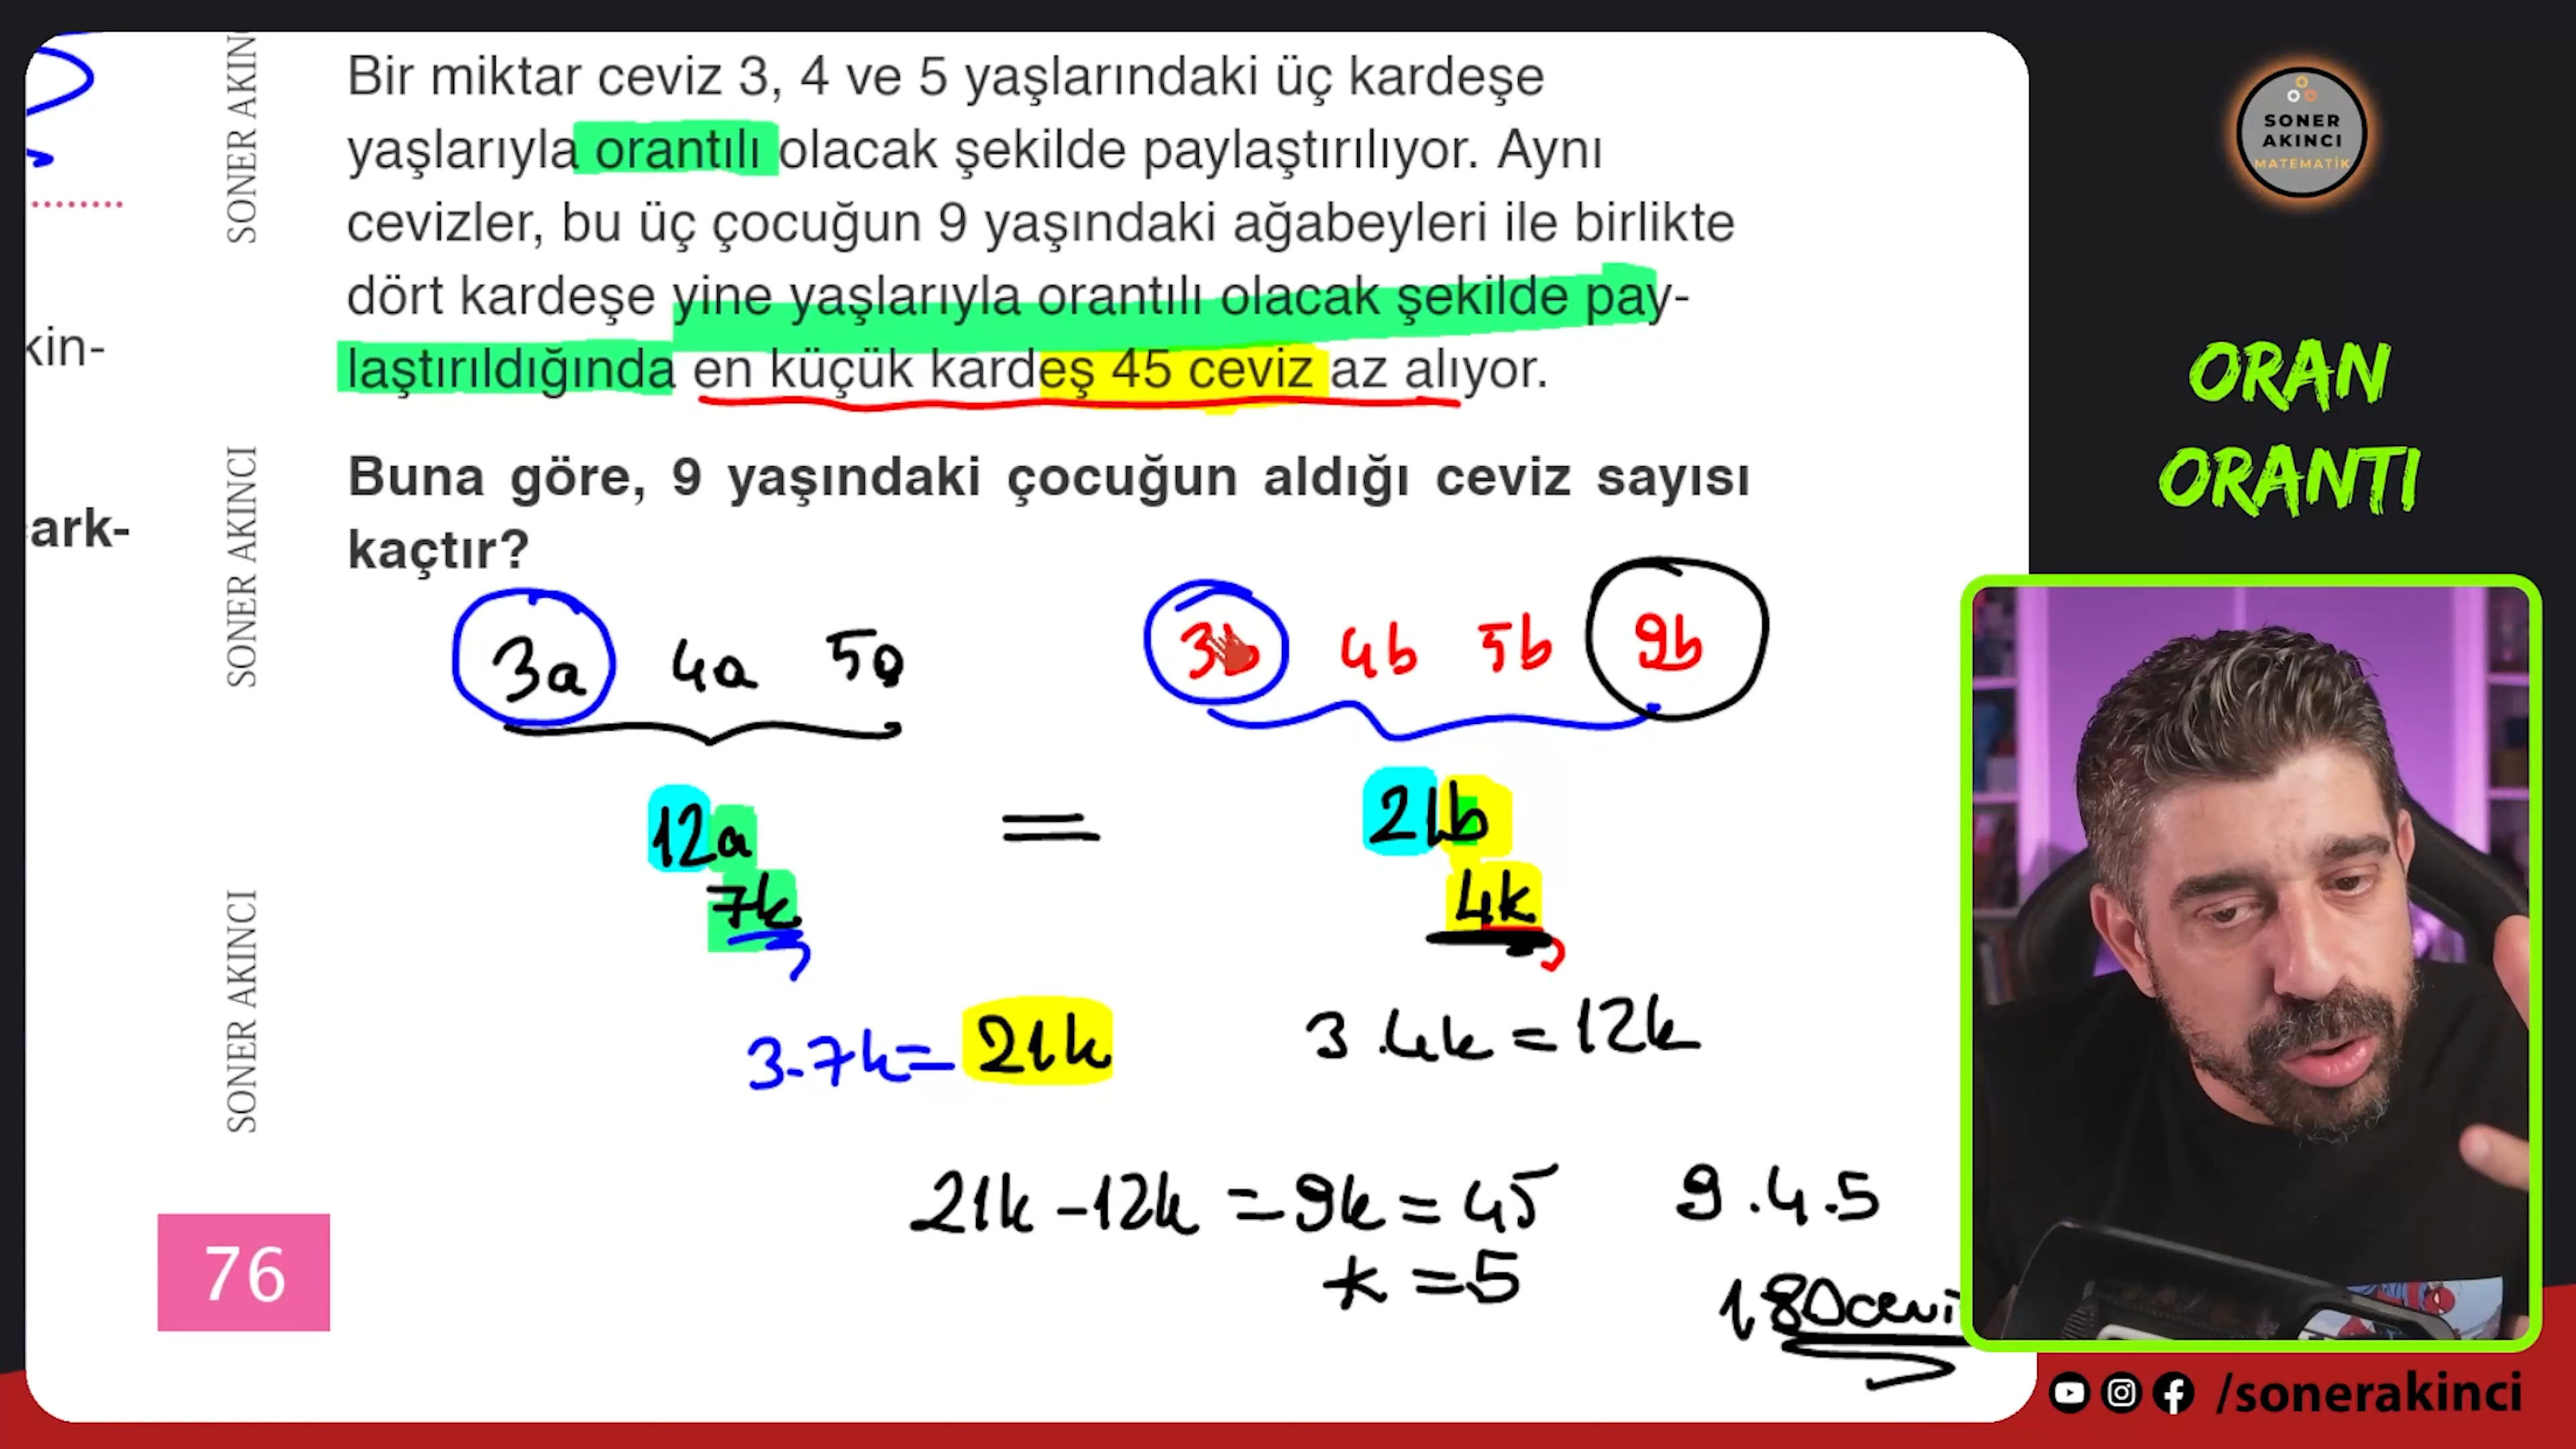 Bir miktar ceviz 3, 4 ve 5 yaşlarındaki üç kardeşe
yaşlarıyla orantılı olacak şekilde paylaştırılıyor. Aynı
cevizler, bu üç çocuğun 9 yaşındaki ağabeyleri ile birlikte
dört kardeşe yine yaşlarıyla orantılı olacak şekilde pay-
laştırıldığında en küçük kardeş 45 ceviz az alıyor.
Buna göre, 9 yaşındaki çocuğun aldığı ceviz sayısı
kaçtır?
3a 4a 5a
3b 4b 5b 9b
12a = 21b
7k 4k
3.7k= 21k
3.4k = 12k
21k - 12k = 9k = 45
k = 5
9.4.5
180 cevi
kin-
ark-
SONER AKIN
SONER AKINCI
SONER AKINCI
76
SONER
AKINCI
MATEMATİK
ORAN
ORANTI
/sonerakinci